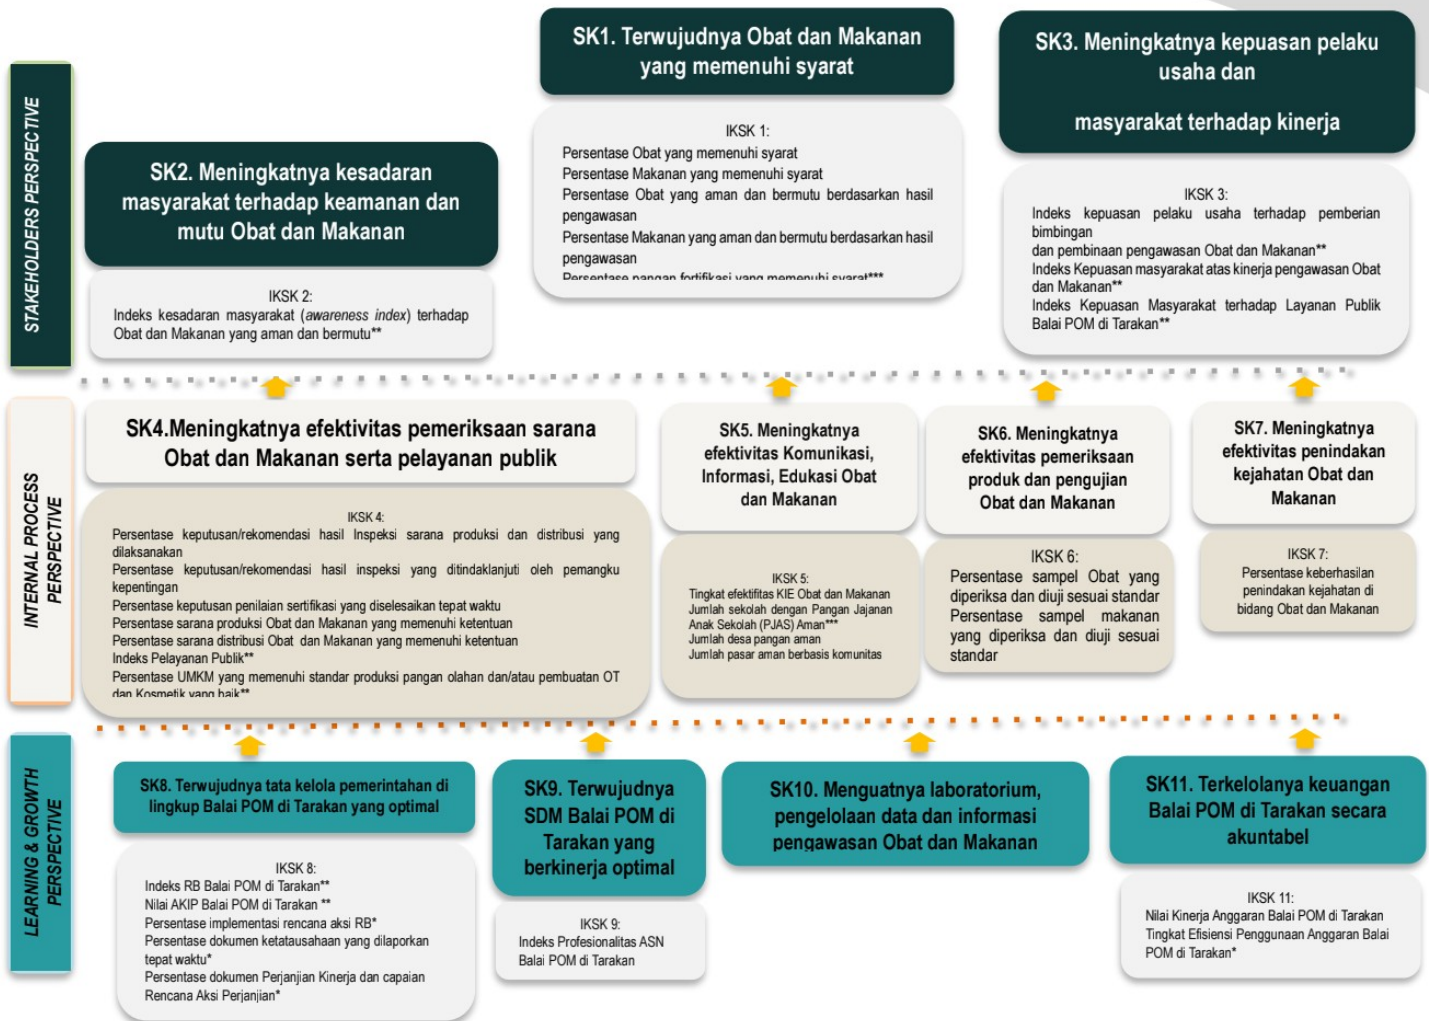 STAKEHOLDERS PERSPECTIVE
SK1. Terwujudnya Obat dan Makanan
yang memenuhi syarat
IKSK 1:
Persentase Obat yang memenuhi syarat
Persentase Makanan yang memenuhi syarat
Persentase Obat yang aman dan bermutu berdasarkan hasil
pengawasan
Persentase Makanan yang aman dan bermutu berdasarkan hasil
pengawasan
Persentase pangan fortifikasi yang memenuhi syarat***
SK3. Meningkatnya kepuasan pelaku
usaha dan
masyarakat terhadap kinerja
IKSK 3:
Indeks kepuasan pelaku usaha terhadap pemberian
bimbingan
dan pembinaan pengawasan Obat dan Makanan**
Indeks Kepuasan masyarakat atas kinerja pengawasan Obat
dan Makanan**
Indeks Kepuasan Masyarakat terhadap Layanan Publik
Balai POM di Tarakan**
SK2. Meningkatnya kesadaran
masyarakat terhadap keamanan dan
mutu Obat dan Makanan
IKSK 2:
Indeks kesadaran masyarakat (awareness index) terhadap
Obat dan Makanan yang aman dan bermutu**
INTERNAL PROCESS
PERSPECTIVE
SK4.Meningkatnya efektivitas pemeriksaan sarana
Obat dan Makanan serta pelayanan publik
IKSK 4:
Persentase keputusan/rekomendasi hasil Inspeksi sarana produksi dan distribusi yang
dilaksanakan
Persentase keputusan/rekomendasi hasil inspeksi yang ditindaklanjuti oleh pemangku
kepentingan
Persentase keputusan penilaian sertifikasi yang diselesaikan tepat waktu
Persentase sarana produksi Obat dan Makanan yang memenuhi ketentuan
Persentase sarana distribusi Obat dan Makanan yang memenuhi ketentuan
Indeks Pelayanan Publik**
Persentase UMKM yang memenuhi standar produksi pangan olahan dan/atau pembuatan OT
dan Kosmetik yang baik**
SK5. Meningkatnya
efektivitas Komunikasi,
Informasi, Edukasi Obat
dan Makanan
IKSK 5:
Tingkat efektifitas KIE Obat dan Makanan
Jumlah sekolah dengan Pangan Jajanan
Anak Sekolah (PJAS) Aman***
Jumlah desa pangan aman
Jumlah pasar aman berbasis komunitas
SK6. Meningkatnya
efektivitas pemeriksaan
produk dan pengujian
Obat dan Makanan
IKSK 6:
Persentase sampel Obat yang
diperiksa dan diuji sesuai standar
Persentase sampel makanan
yang diperiksa dan diuji sesuai
standar
SK7. Meningkatnya
efektivitas penindakan
kejahatan Obat dan
Makanan
IKSK 7:
Persentase keberhasilan
penindakan kejahatan di
bidang Obat dan Makanan
LEARNING & GROWTH
PERSPECTIVE
SK8. Terwujudnya tata kelola pemerintahan di
lingkup Balai POM di Tarakan yang optimal
IKSK 8:
Indeks RB Balai POM di Tarakan**
Nilai AKIP Balai POM di Tarakan **
Persentase implementasi rencana aksi RB*
Persentase dokumen ketatausahaan yang dilaporkan
tepat waktu*
Persentase dokumen Perjanjian Kinerja dan capaian
Rencana Aksi Perjanjian*
SK9. Terwujudnya
SDM Balai POM di
Tarakan yang
berkinerja optimal
IKSK 9:
Indeks Profesionalitas ASN
Balai POM di Tarakan
SK10. Menguatnya laboratorium,
pengelolaan data dan informasi
pengawasan Obat dan Makanan
SK11. Terkelolanya keuangan
Balai POM di Tarakan secara
akuntabel
IKSK 11:
Nilai Kinerja Anggaran Balai POM di Tarakan
Tingkat Efisiensi Penggunaan Anggaran Balai
POM di Tarakan*